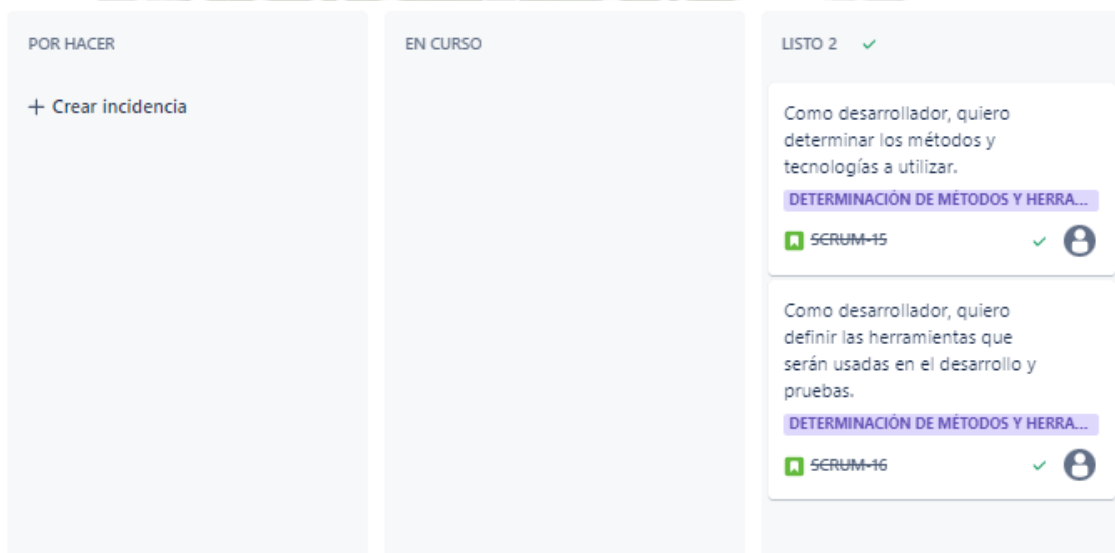 POR HACER
+ Crear incidencia
EN CURSO
LISTO 2
Como desarrollador, quiero
determinar los métodos y
tecnologías a utilizar.
DETERMINACIÓN DE MÉTODOS Y HERRA...
SCRUM-15
Como desarrollador, quiero
definir las herramientas que
serán usadas en el desarrollo y
pruebas.
DETERMINACIÓN DE MÉTODOS Y HERRA...
SCRUM-16